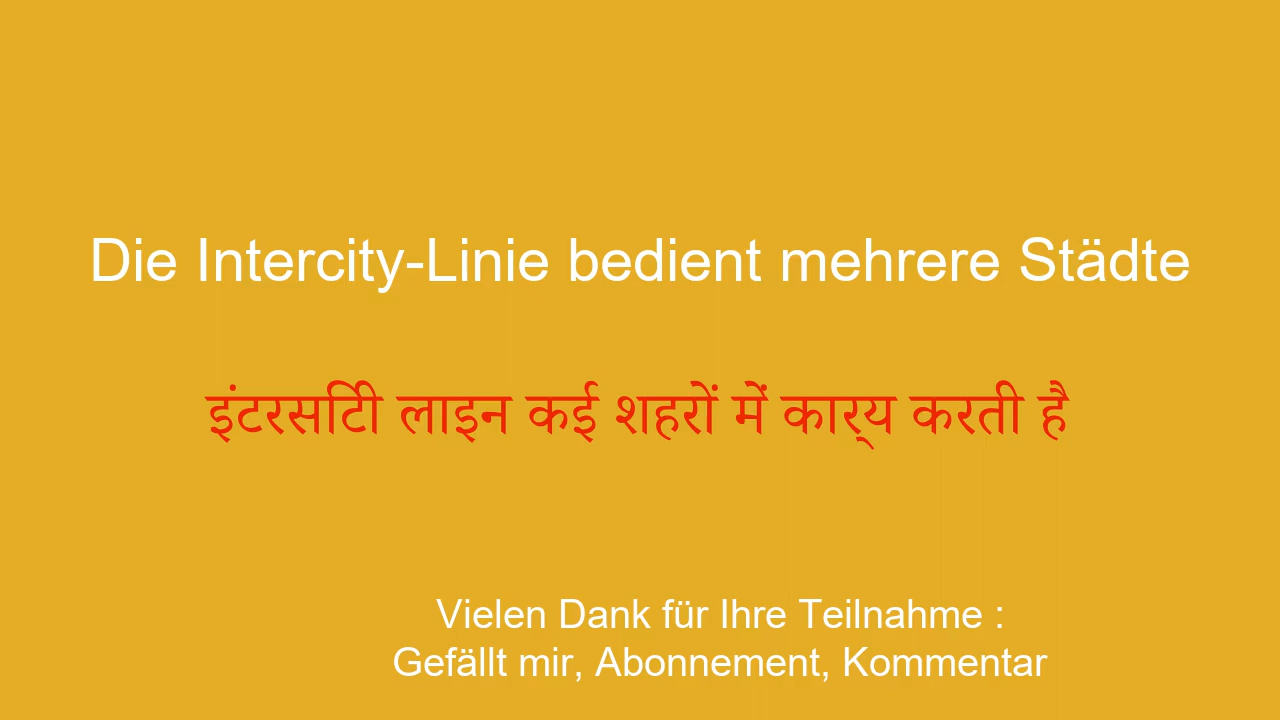 Die Intercity-Linie bedient mehrere Städte
इंटरसिटी लाइन कई शहरों में कार्य करती है
Vielen Dank für Ihre Teilnahme :
Gefällt mir, Abonnement, Kommentar